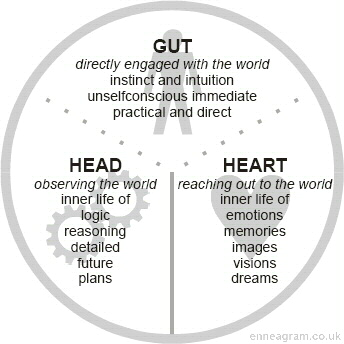 GUT
directly engaged with the world
instinct and intuition
unselfconscious immediate
practical and direct
HEAD
observing the world
inner life of
logic
reasoning
detailed
future
plans
HEART
reaching out to the world
inner life of
emotions
memories
images
visions
dreams
enneagram.co.uk